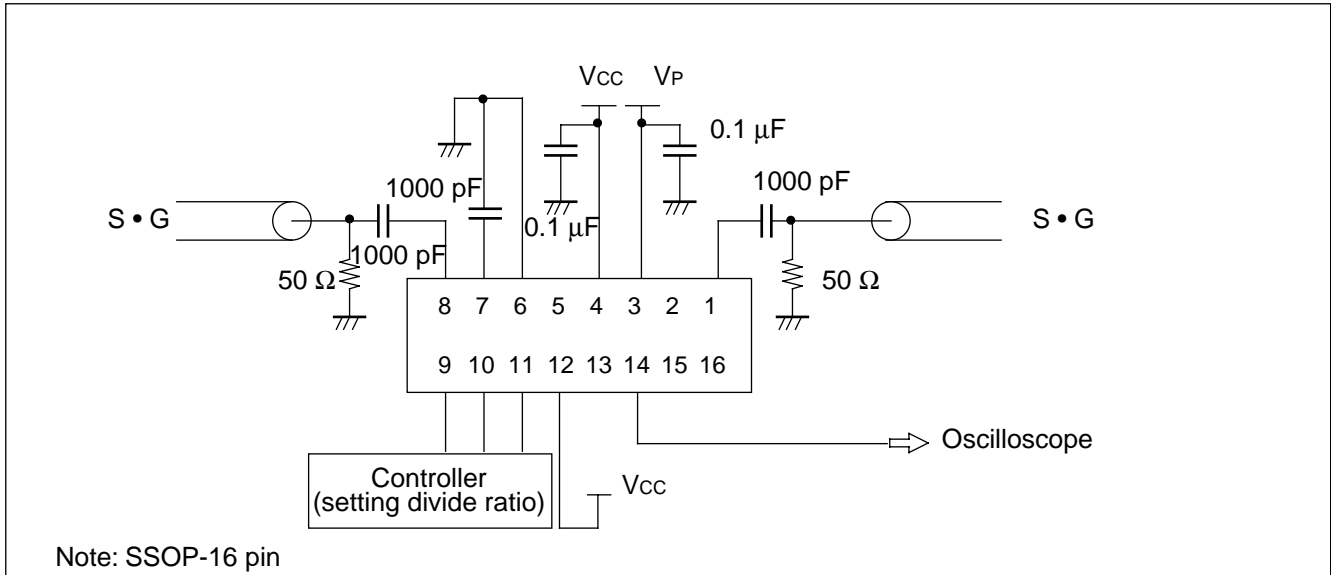 VCC
VP
0.1 µF
1000 pF
1000 pF
S • G
0.1 µF
S • G
1000 pF
50 Ω
50 Ω
8 7 6 5 4 3 2 1
9 10 11 12 13 14 15 16
Oscilloscope
Controller
(setting divide ratio)
VCC
Note: SSOP-16 pin